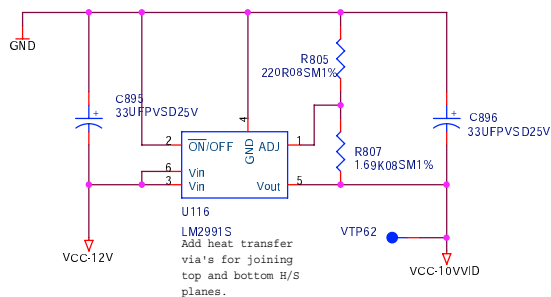 GND
R805
220R08SM1%
C895
33UFPVSD25V
+
4
C896
33UFPVSD25V
+
2
ON/OFF
GND
ADJ
1
R807
1.69K08SM1%
6
Vin
3
Vin
Vout
5
U116
LM2991S
Add heat transfer
via's for joining
top and bottom H/S
planes.
VTP62
VCC-12V
VCC-10VVID